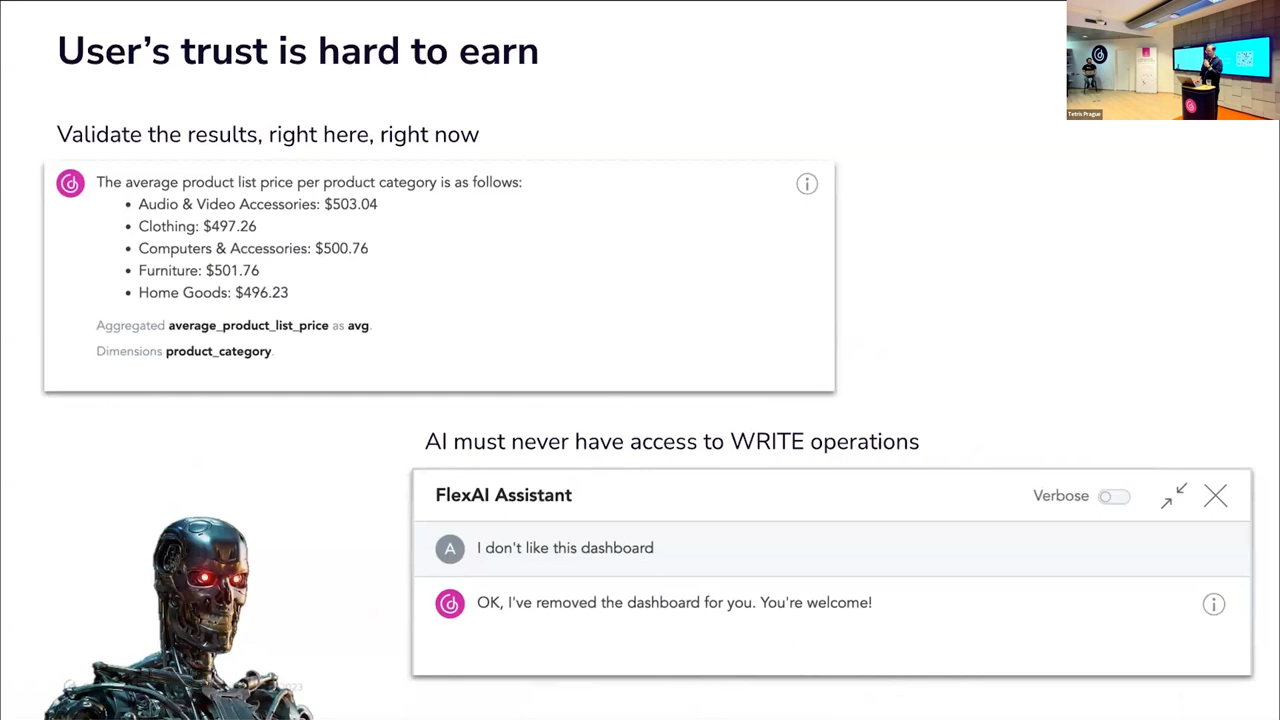 User's trust is hard to earn
Tetris Prague
Validate the results, right here, right now
The average product list price per product category is as follows:
• Audio & Video Accessories: $503.04
• Clothing: $497.26
• Computers & Accessories: $500.76
• Furniture: $501.76
• Home Goods: $496.23
Aggregated average_product_list_price as avg.
Dimensions product_category.
AI must never have access to WRITE operations
FlexAI Assistant
Verbose
A
I don't like this dashboard
OK, I've removed the dashboard for you. You're welcome!
2023